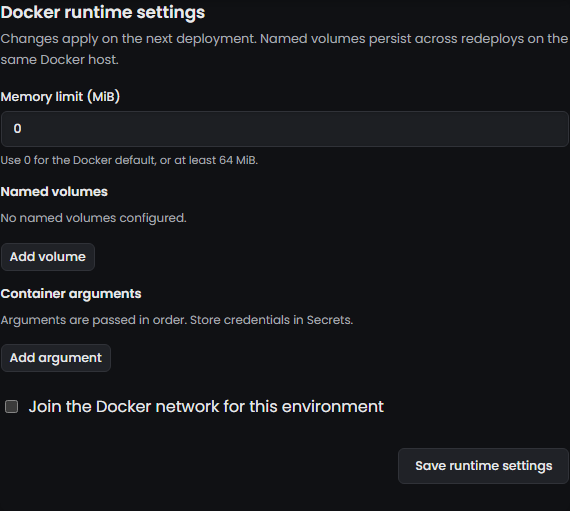 Docker runtime settings
Changes apply on the next deployment. Named volumes persist across redeploys on the
same Docker host.
Memory limit (MiB)
0
Use 0 for the Docker default, or at least 64 MiB.
Named volumes
No named volumes configured.
Add volume
Container arguments
Arguments are passed in order. Store credentials in Secrets.
Add argument
Join the Docker network for this environment
Save runtime settings